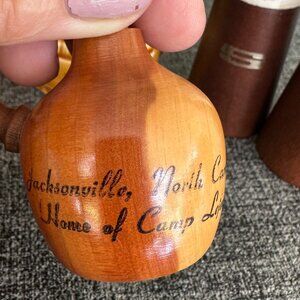 Jacksonville, North Ca
Home of Camp Le
S